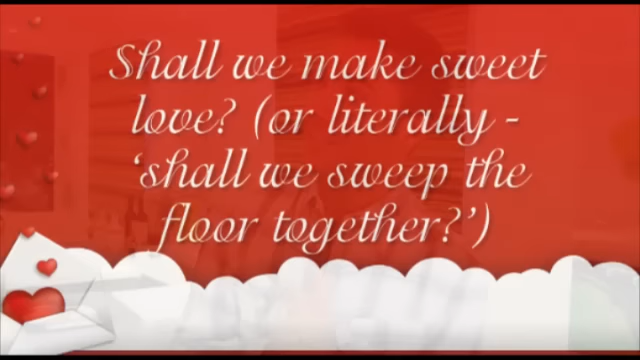 Shall we make sweet
love? (or literally -
‘shall we sweep the
floor together?’)